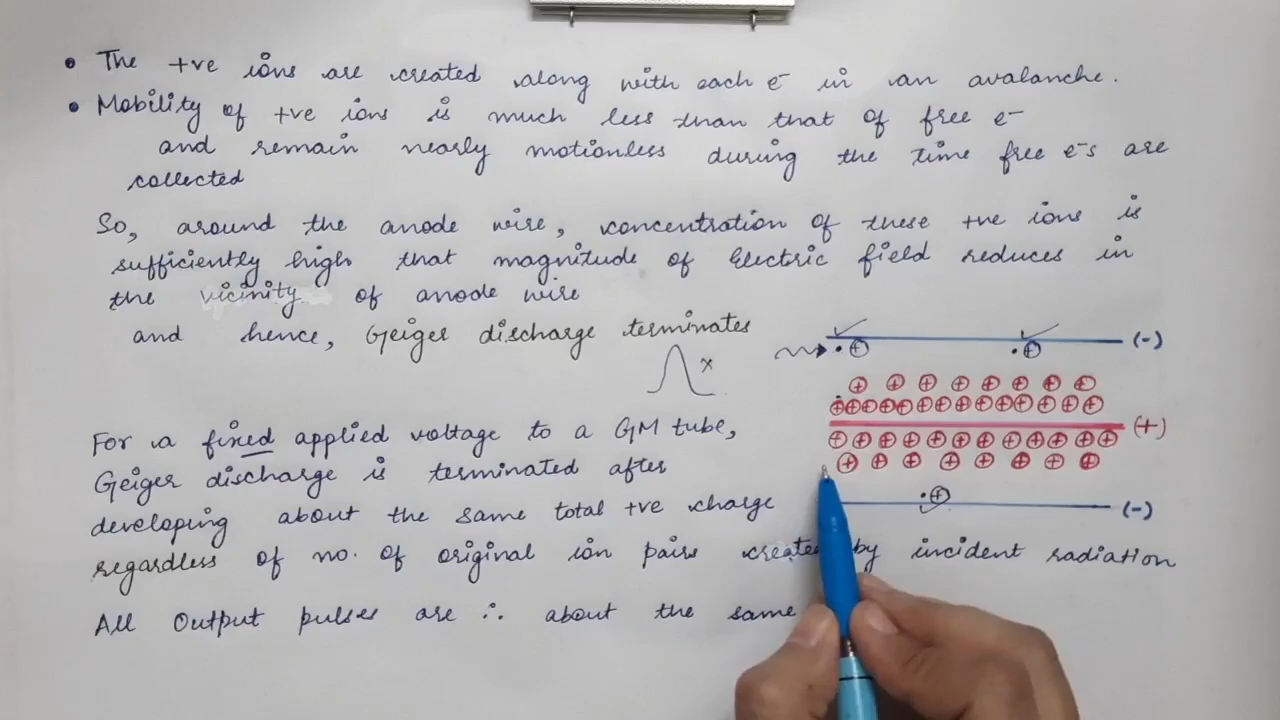 • The +ve ions are created along with each e⁻ in an avalanche.
• Mobility of +ve ions is much less than that of free e⁻
and remain nearly motionless during the time free e⁻s are
collected
So, around the anode wire, concentration of these +ve ions is
sufficiently high that magnitude of Electric field reduces in
the vicinity of anode wire
and hence, Geiger discharge terminates
x
(-)
(+)
(-)
For a fixed applied voltage to a GM tube,
Geiger discharge is terminated after
developing about the same total +ve charge
regardless of no. of original ion pairs created by incident radiation
All Output pulses are ∴ about the same